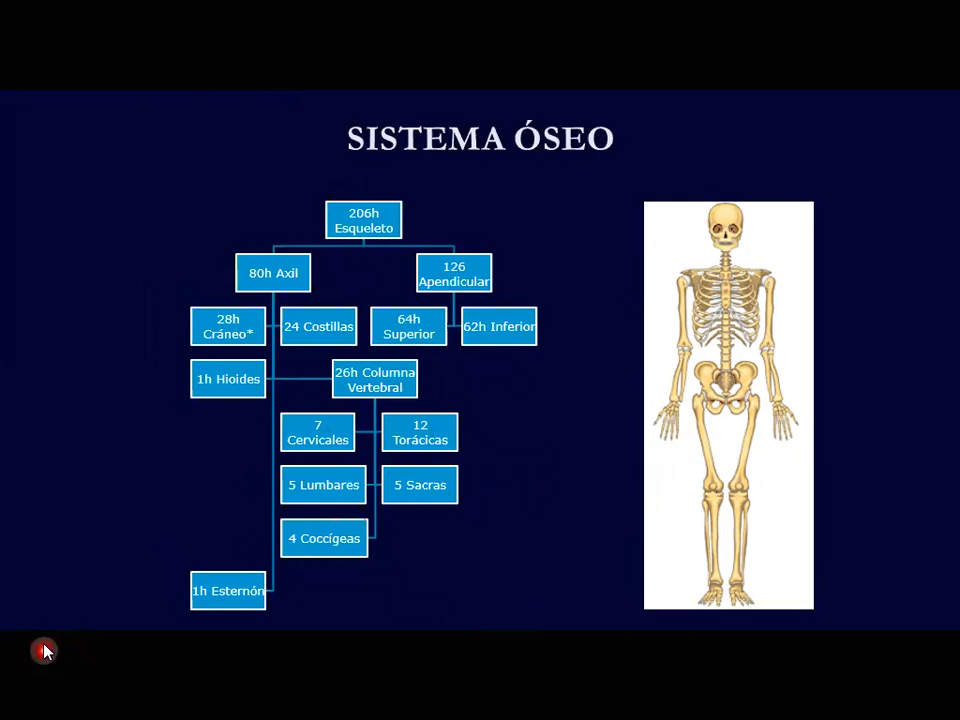 SISTEMA ÓSEO
206h
Esqueleto
80h Axil
126
Apendicular
28h
Cráneo*
24 Costillas
64h
Superior
62h Inferior
1h Hioides
26h Columna
Vertebral
7
Cervicales
12
Torácicas
5 Lumbares
5 Sacras
4 Coccígeas
1h Esternón